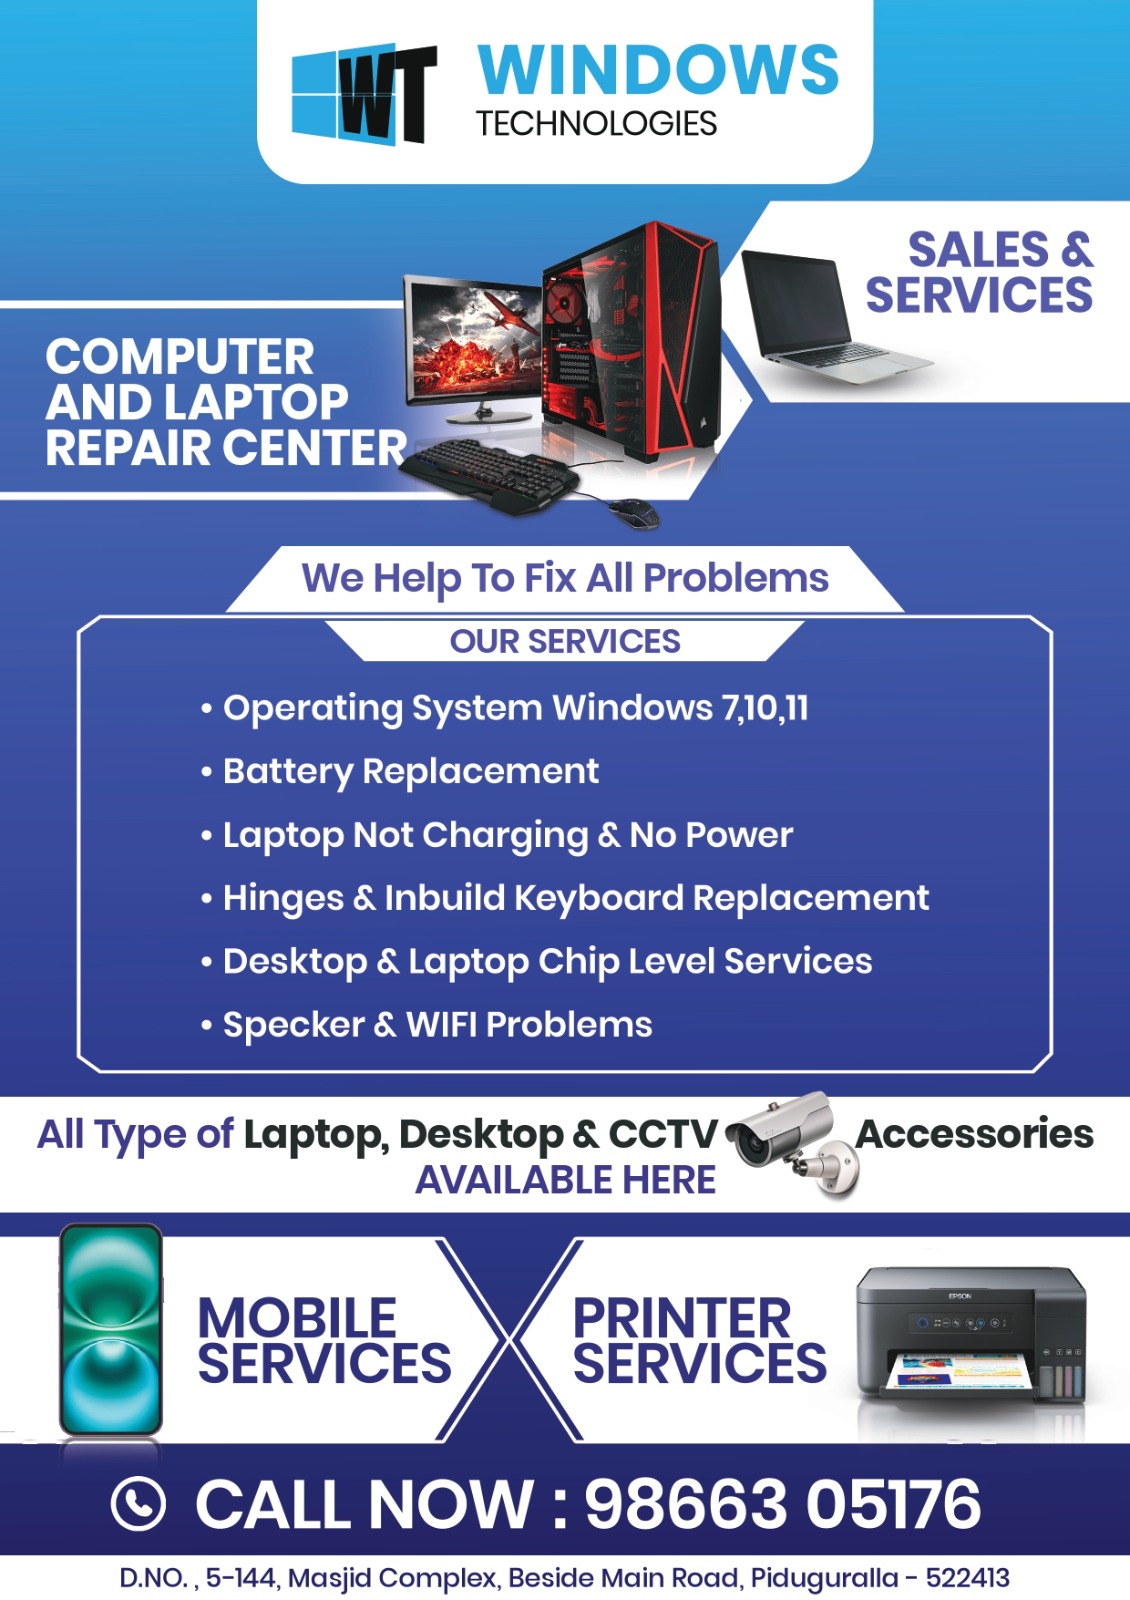 WT
WINDOWS
TECHNOLOGIES
SALES &
SERVICES
COMPUTER
AND LAPTOP
REPAIR CENTER
We Help To Fix All Problems
OUR SERVICES
• Operating System Windows 7,10,11
• Battery Replacement
• Laptop Not Charging & No Power
• Hinges & Inbuild Keyboard Replacement
• Desktop & Laptop Chip Level Services
• Specker & WIFI Problems
All Type of Laptop, Desktop & CCTV Accessories
AVAILABLE HERE
MOBILE
SERVICES
PRINTER
SERVICES
EPSON
CALL NOW : 98663 05176
D.NO. , 5-144, Masjid Complex, Beside Main Road, Piduguralla - 522413